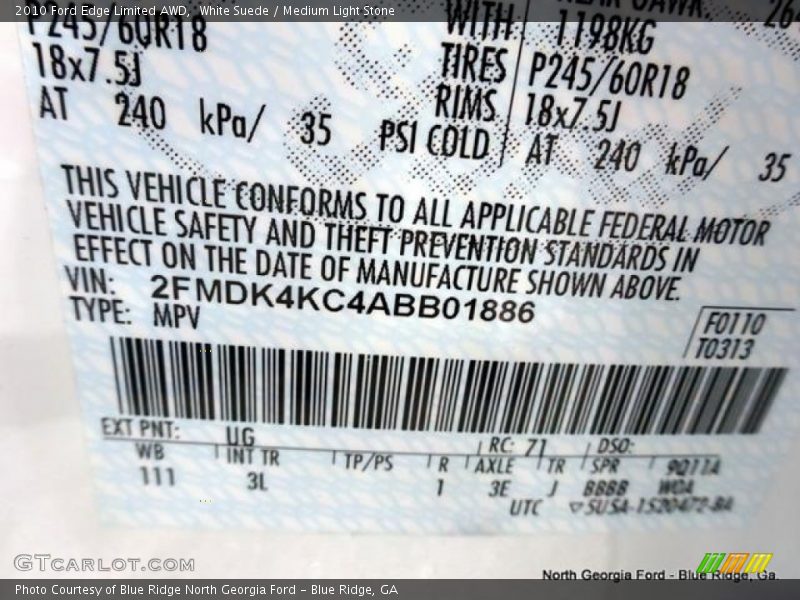 2010 Ford Edge Limited AWD, White Suede / Medium Light Stone
P245/60R18 WITH 1198KG
18x7.5J TIRES P245/60R18
RIMS 18x7.5J
AT 240 kPa/ 35 PSI COLD AT 240 kPa/ 35
THIS VEHICLE CONFORMS TO ALL APPLICABLE FEDERAL MOTOR
VEHICLE SAFETY AND THEFT PREVENTION STANDARDS IN
EFFECT ON THE DATE OF MANUFACTURE SHOWN ABOVE.
VIN: 2FMDK4KC4ABB01886
TYPE: MPV
F0110
T0313
EXT PNT: UG RC: 71 DSO:
WB INT TR TP/PS R AXLE TR SPR 9011A
111 3L 1 3E J BBBB WOA
UTC ▽SUSA-1520472-BA
GTCARLOT.COM
North Georgia Ford - Blue Ridge, Ga.
Photo Courtesy of Blue Ridge North Georgia Ford – Blue Ridge, GA